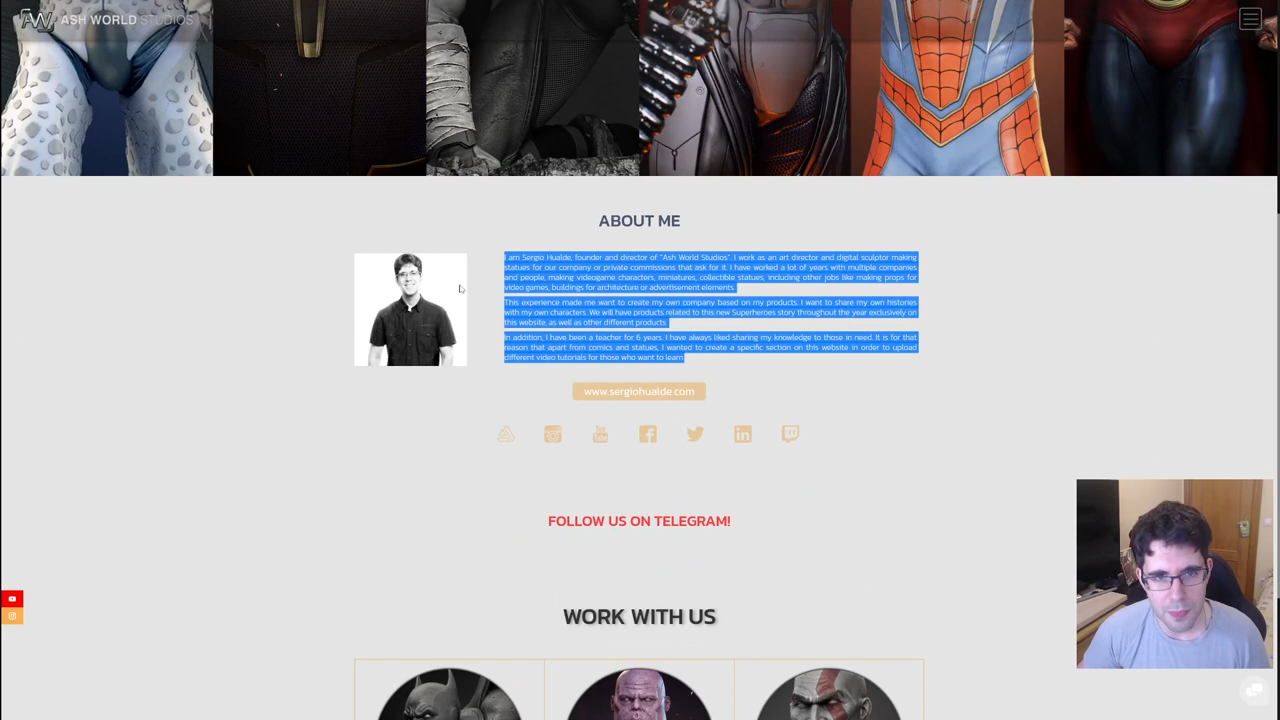 ASH WORLD STUDIOS
ABOUT ME
I am Sergio Hualde, founder and director of "Ash World Studios". I work as an art director and digital sculptor making
statues for our company or private commissions that ask for it. I have worked a lot of years with multiple companies
and people, making videogame characters, miniatures, collectible statues, including other jobs like making props for
video games, buildings for architecture or advertisement elements.
This experience made me want to create my own company based on my products. I want to share my own histories
with my own characters. We will have products related to this new Superheroes story throughout the year exclusively on
this website, as well as other different products.
In addition, I have been a teacher for 6 years. I have always liked sharing my knowledge to those in need. It is for that
reason that apart from comics and statues, I wanted to create a specific section on this website in order to upload
different video tutorials for those who want to learn.
www.sergiohualde.com
FOLLOW US ON TELEGRAM!
WORK WITH US